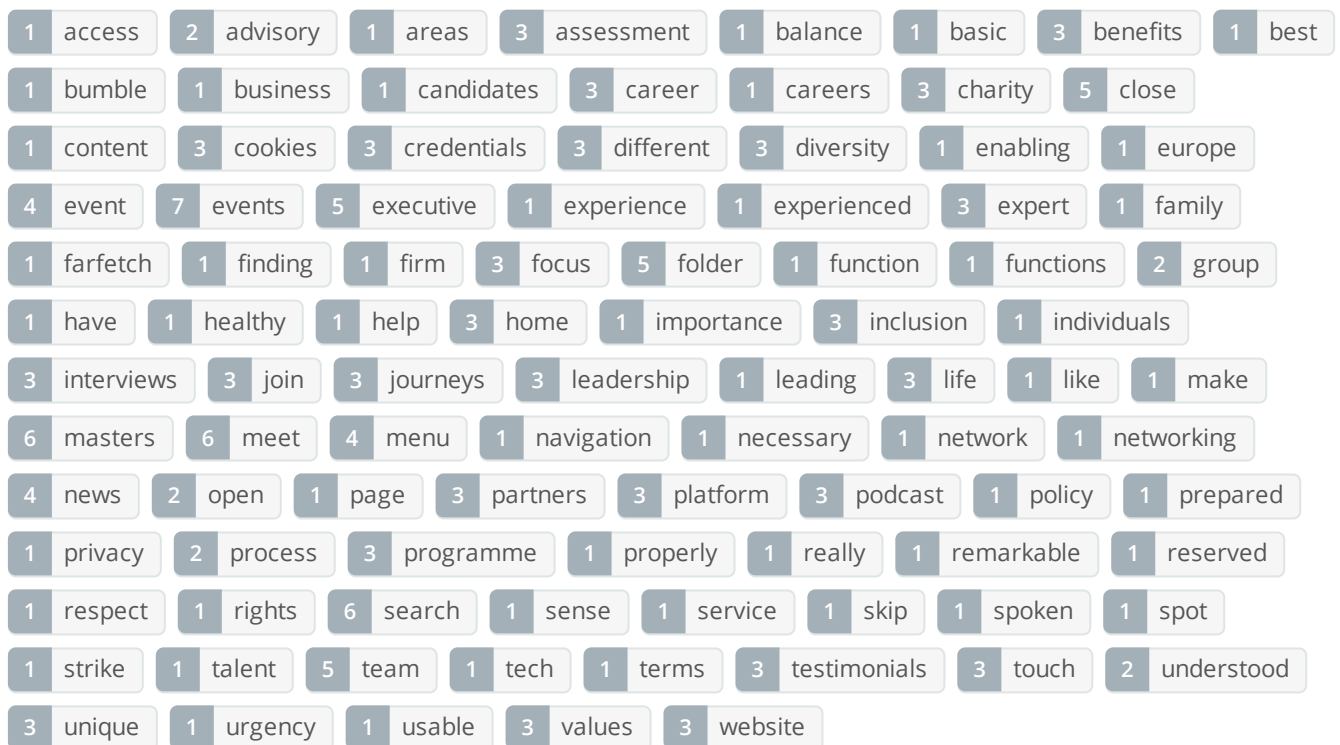 1 access 2 advisory 1 areas 3 assessment 1 balance 1 basic 3 benefits 1 best
1 bumble 1 business 1 candidates 3 career 1 careers 3 charity 5 close
1 content 3 cookies 3 credentials 3 different 3 diversity 1 enabling 1 europe
4 event 7 events 5 executive 1 experience 1 experienced 3 expert 1 family
1 farfetch 1 finding 1 firm 3 focus 5 folder 1 function 1 functions 2 group
1 have 1 healthy 1 help 3 home 1 importance 3 inclusion 1 individuals
3 interviews 3 join 3 journeys 3 leadership 1 leading 3 life 1 like 1 make
6 masters 6 meet 4 menu 1 navigation 1 necessary 1 network 1 networking
4 news 2 open 1 page 3 partners 3 platform 3 podcast 1 policy 1 prepared
1 privacy 2 process 3 programme 1 properly 1 really 1 remarkable 1 reserved
1 respect 1 rights 6 search 1 sense 1 service 1 skip 1 spoken 1 spot
1 strike 1 talent 5 team 1 tech 1 terms 3 testimonials 3 touch 2 understood
3 unique 1 urgency 1 usable 3 values 3 website